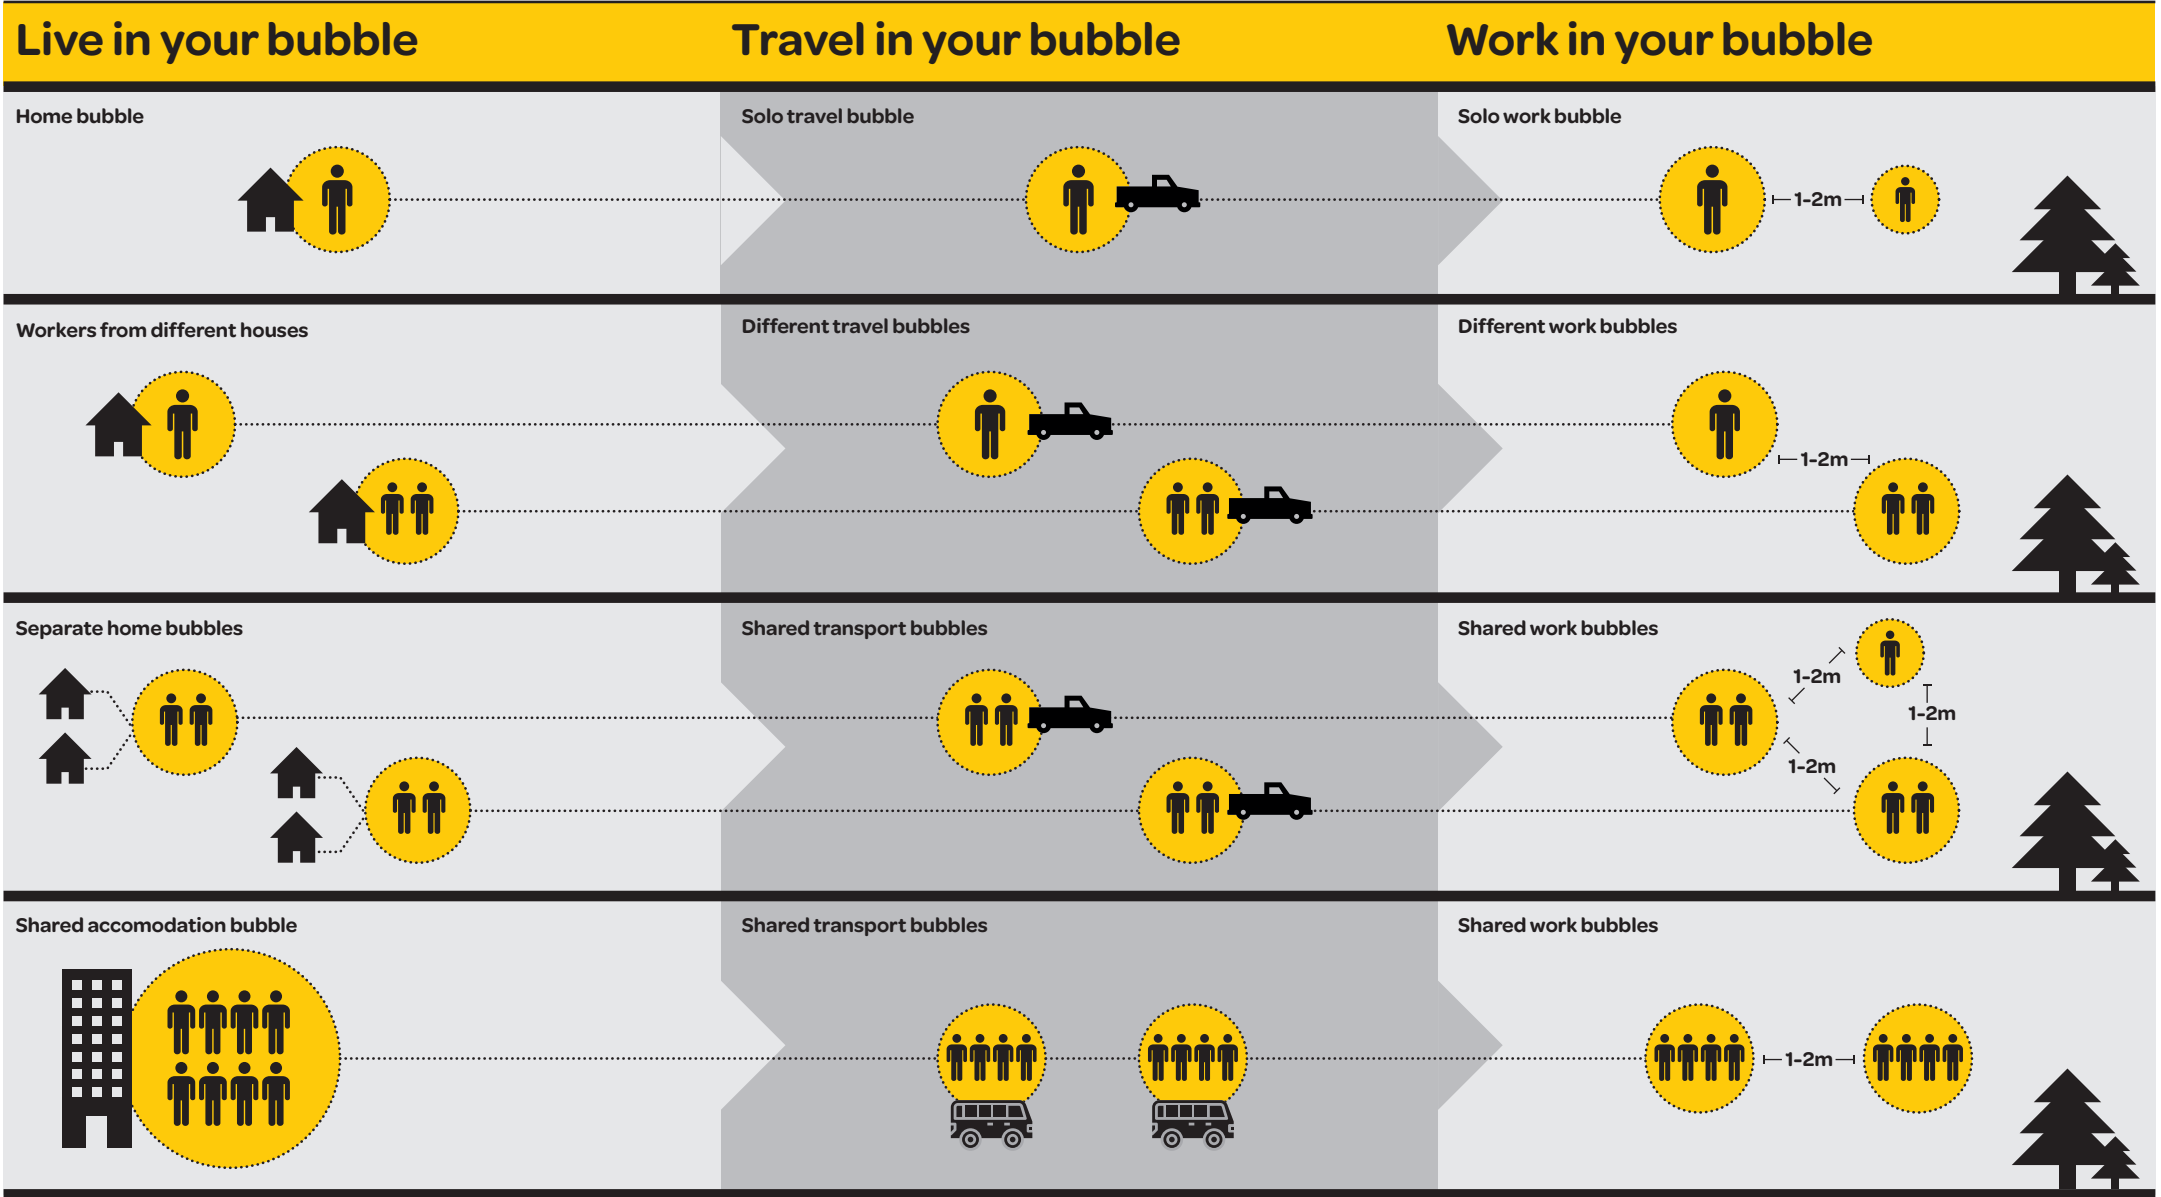 Live in your bubble
Travel in your bubble
Work in your bubble
Home bubble
Solo travel bubble
Solo work bubble
1-2m
Workers from different houses
Different travel bubbles
Different work bubbles
1-2m
Separate home bubbles
Shared transport bubbles
Shared work bubbles
1-2m
1-2m
1-2m
Shared accomodation bubble
Shared transport bubbles
Shared work bubbles
1-2m